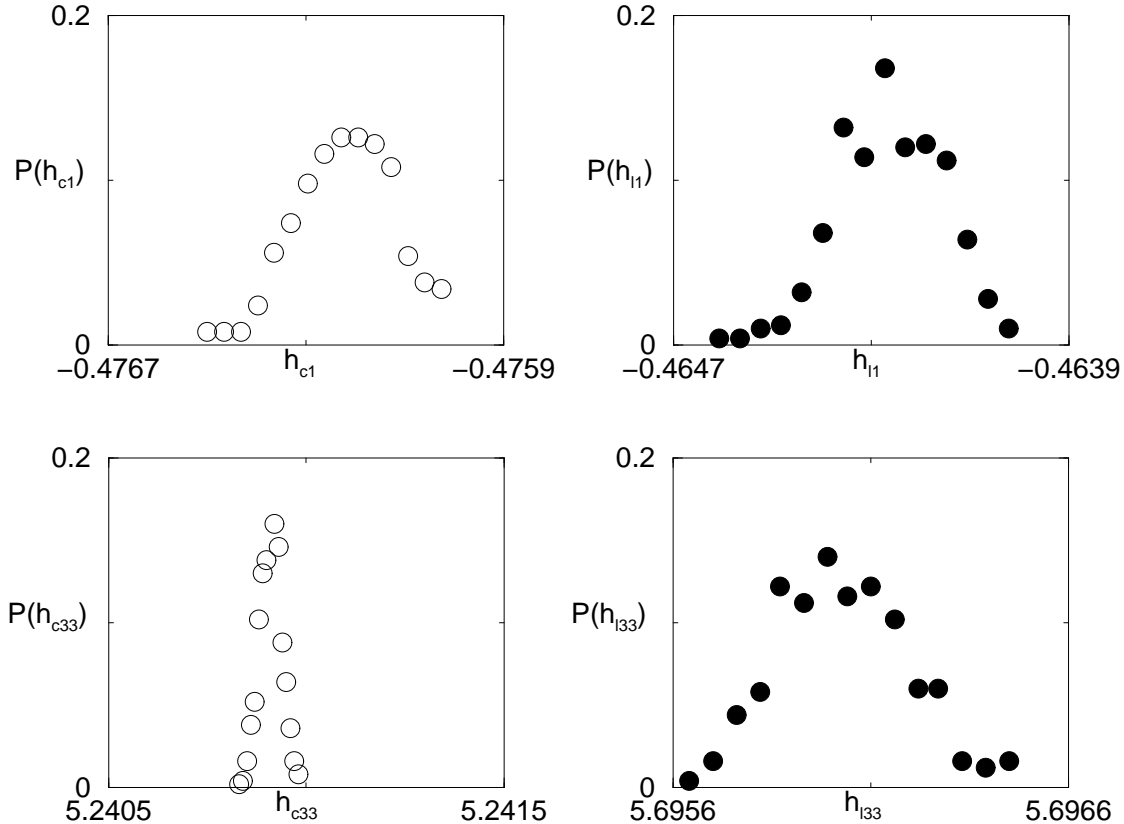 0.2
P(h_c1)
0
−0.4767
h_c1
−0.4759
0.2
P(h_l1)
0
−0.4647
h_l1
−0.4639
0.2
P(h_c33)
0
5.2405
h_c33
5.2415
0.2
P(h_l33)
0
5.6956
h_l33
5.6966